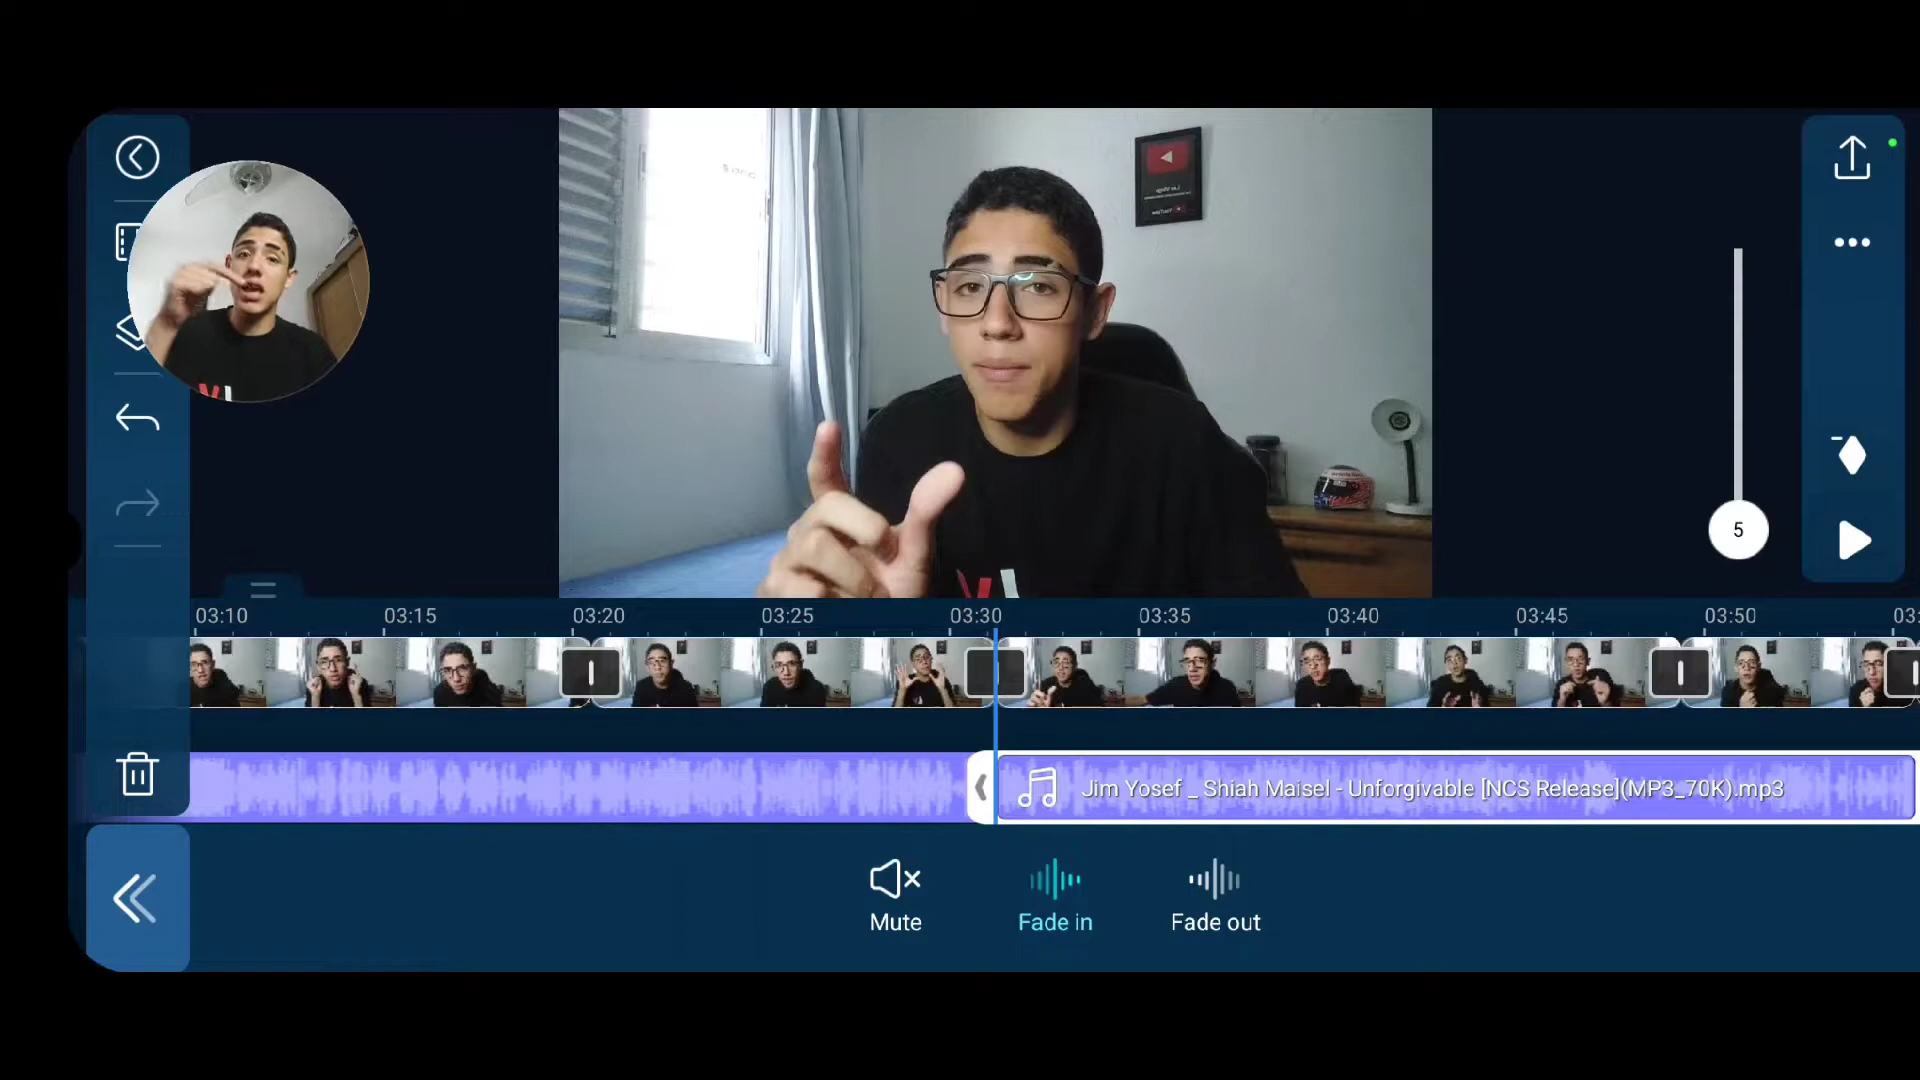 5
03:10 03:15 03:20 03:25 03:30 03:35 03:40 03:45 03:50
Jim Yosef _ Shiah Maisel - Unforgivable [NCS Release](MP3_70K).mp3
Mute Fade in Fade out